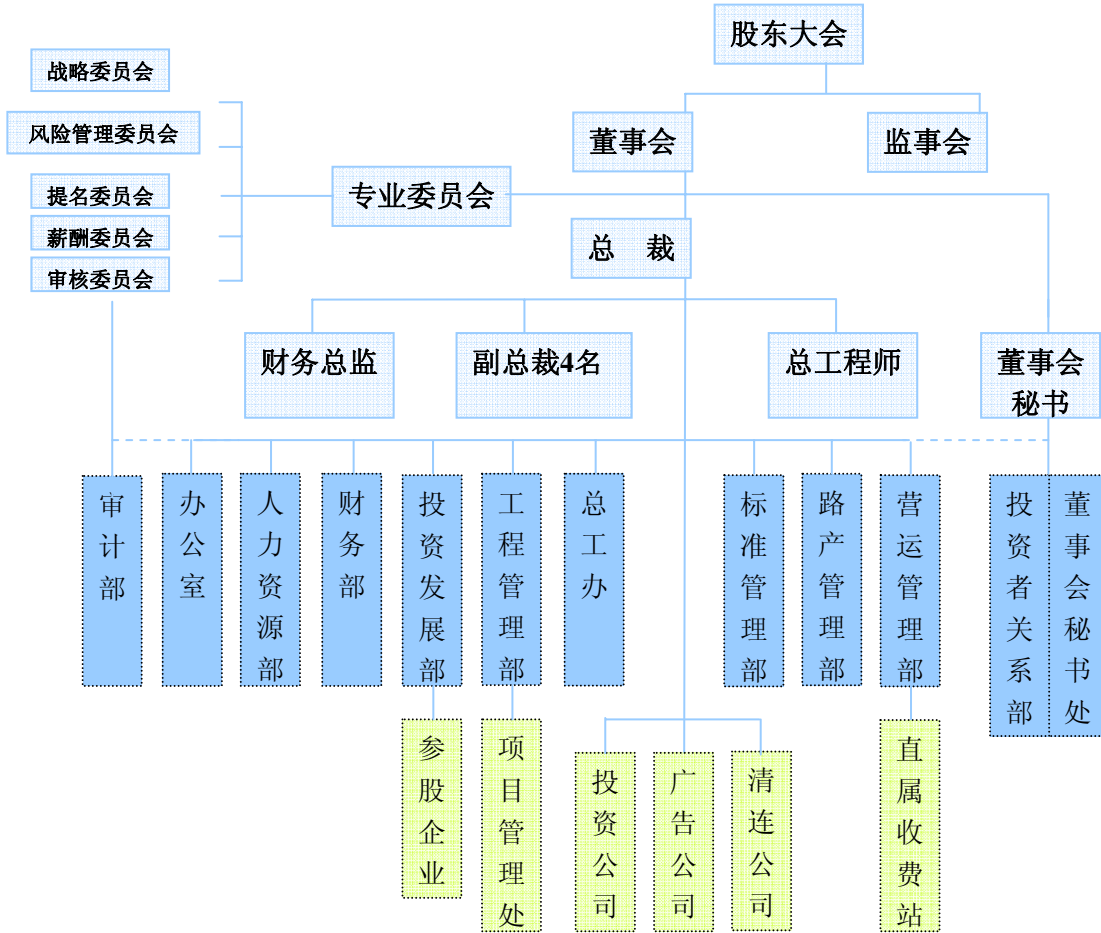 股东大会
战略委员会
风险管理委员会
董事会
监事会
提名委员会
专业委员会
薪酬委员会
总 裁
审核委员会
财务总监
副总裁4名
总工程师
董事会
秘书
审计部
办公室
人力资源部
财务部
投资发展部
工程管理部
总工办
标准管理部
路产管理部
营运管理部
投资者关系部
董事会秘书处
参股企业
项目管理处
投资公司
广告公司
清连公司
直属收费站